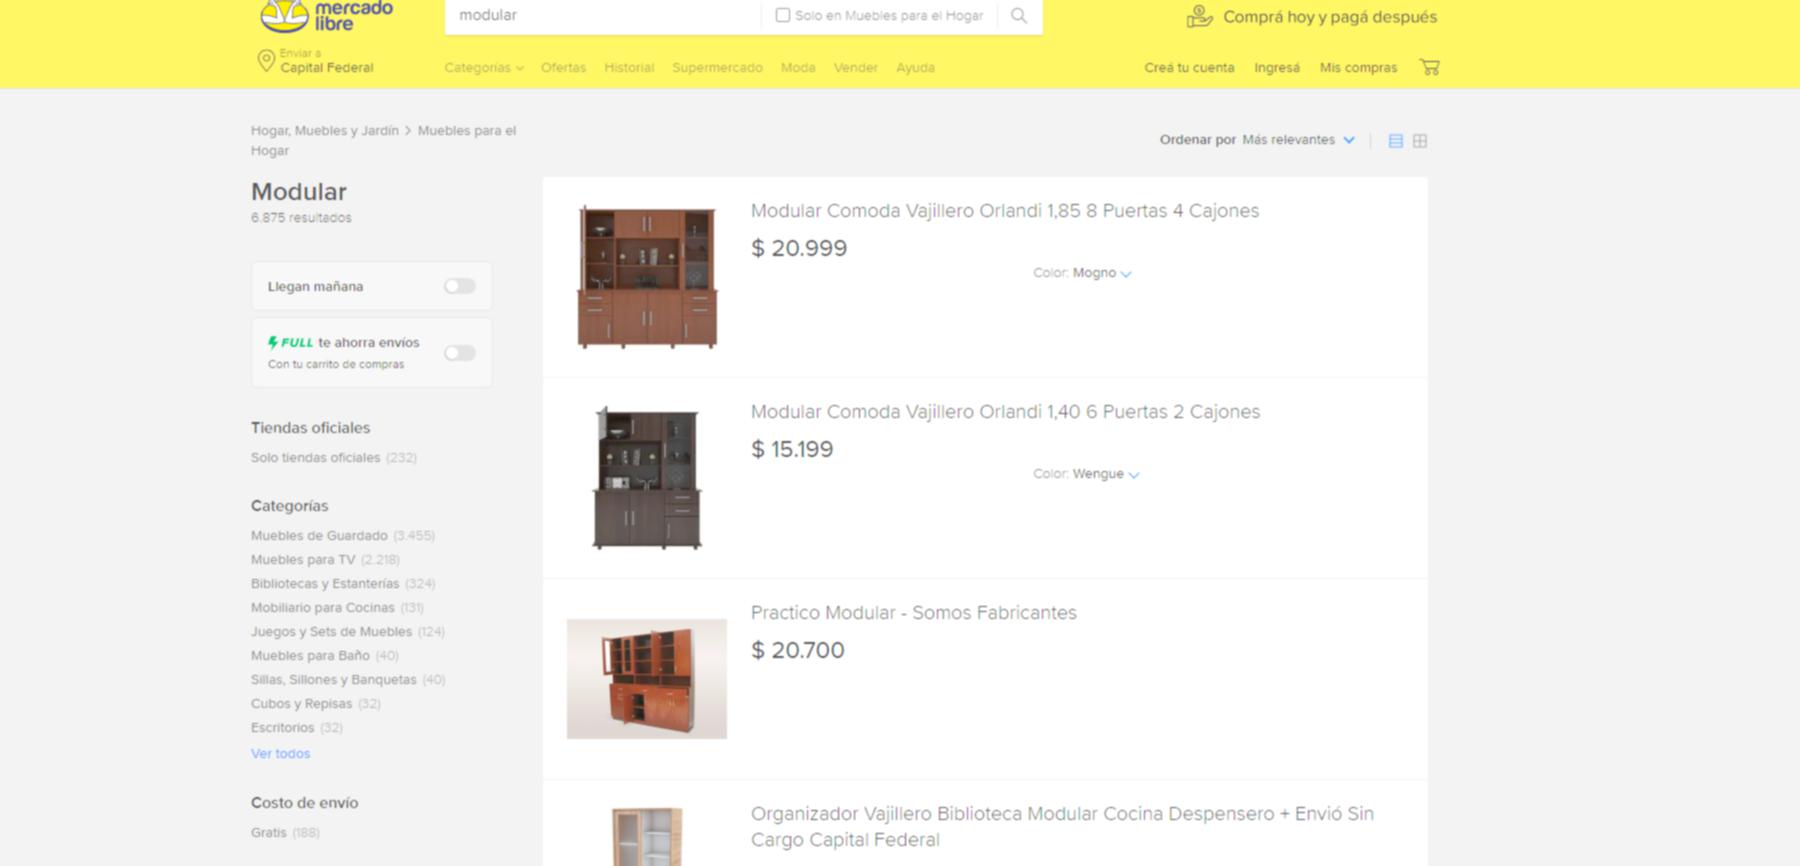 mercado
libre
modular
Solo en Muebles para el Hogar
Comprá hoy y pagá después
Enviar a
Capital Federal
Categorías
Ofertas
Historial
Supermercado
Moda
Vender
Ayuda
Creá tu cuenta
Ingresá
Mis compras
Hogar, Muebles y Jardín > Muebles para el
Hogar
Ordenar por Más relevantes
Modular
6.875 resultados
Llegan mañana
FULL te ahorra envíos
Con tu carrito de compras
Tiendas oficiales
Solo tiendas oficiales (232)
Categorías
Muebles de Guardado (3.455)
Muebles para TV (2.218)
Bibliotecas y Estanterías (324)
Mobiliario para Cocinas (131)
Juegos y Sets de Muebles (124)
Muebles para Baño (40)
Sillas, Sillones y Banquetas (40)
Cubos y Repisas (32)
Escritorios (32)
Ver todos
Costo de envío
Gratis (188)
Modular Comoda Vajillero Orlandi 1,85 8 Puertas 4 Cajones
$ 20.999
Color: Mogno
Modular Comoda Vajillero Orlandi 1,40 6 Puertas 2 Cajones
$ 15.199
Color: Wengue
Practico Modular - Somos Fabricantes
$ 20.700
Organizador Vajillero Biblioteca Modular Cocina Despensero + Envió Sin
Cargo Capital Federal